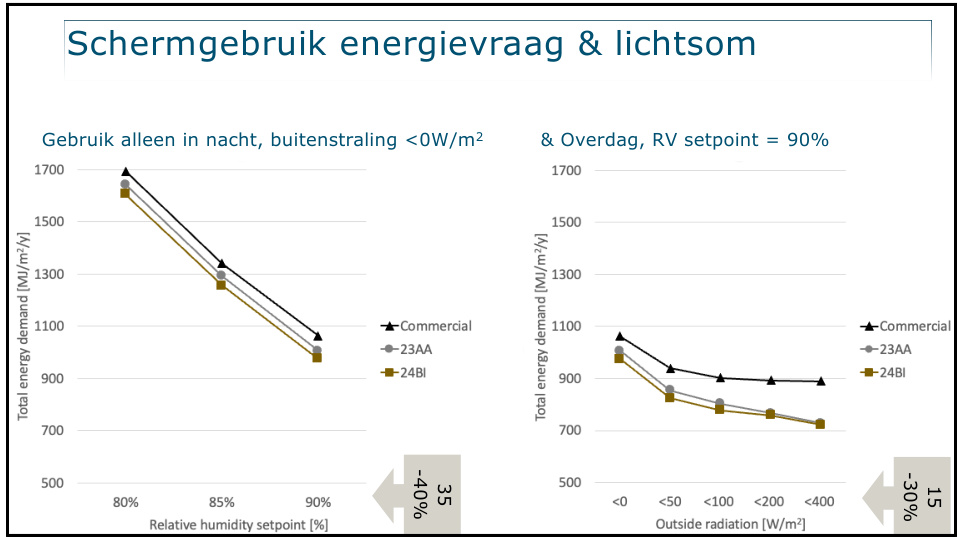 Schermgebruik energievraag & lichtsom
Gebruik alleen in nacht, buitenstraling <0W/m²
Total energy demand [MJ/m²/y]
1700
1500
1300
1100
900
700
500
80%
85%
90%
Relative humidity setpoint [%]
Commercial
23AA
24BI
35
-40%
& Overdag, RV setpoint = 90%
Total energy demand [MJ/m²/y]
1700
1500
1300
1100
900
700
500
<0
<50
<100
<200
<400
Outside radiation [W/m²]
Commercial
23AA
24BI
15
-30%